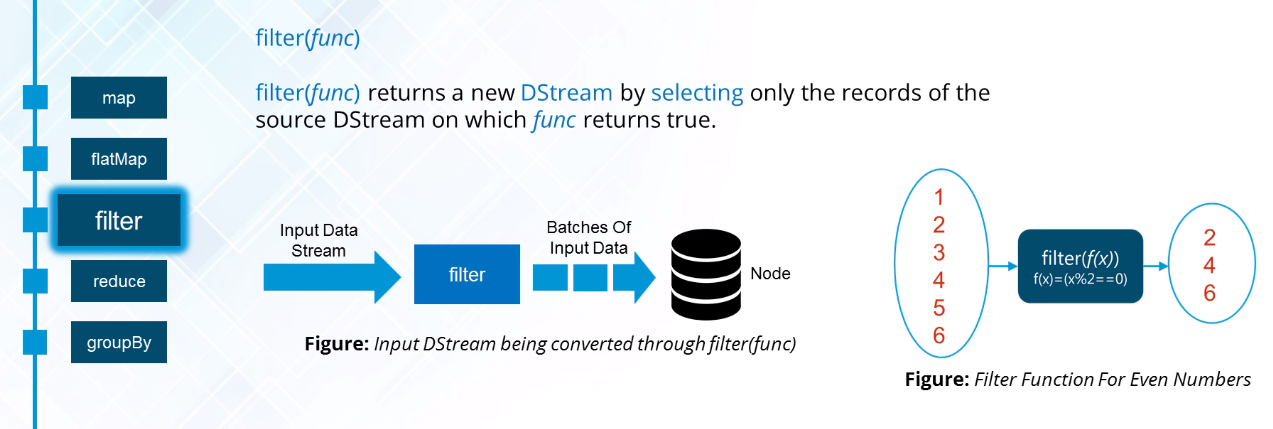 filter(func)
filter(func) returns a new DStream by selecting only the records of the
source DStream on which func returns true.
map
flatMap
filter
reduce
groupBy
Input Data
Stream
filter
Batches Of
Input Data
Node
Figure: Input DStream being converted through filter(func)
1
2
3
4
5
6
filter(f(x))
f(x)=(x%2==0)
2
4
6
Figure: Filter Function For Even Numbers